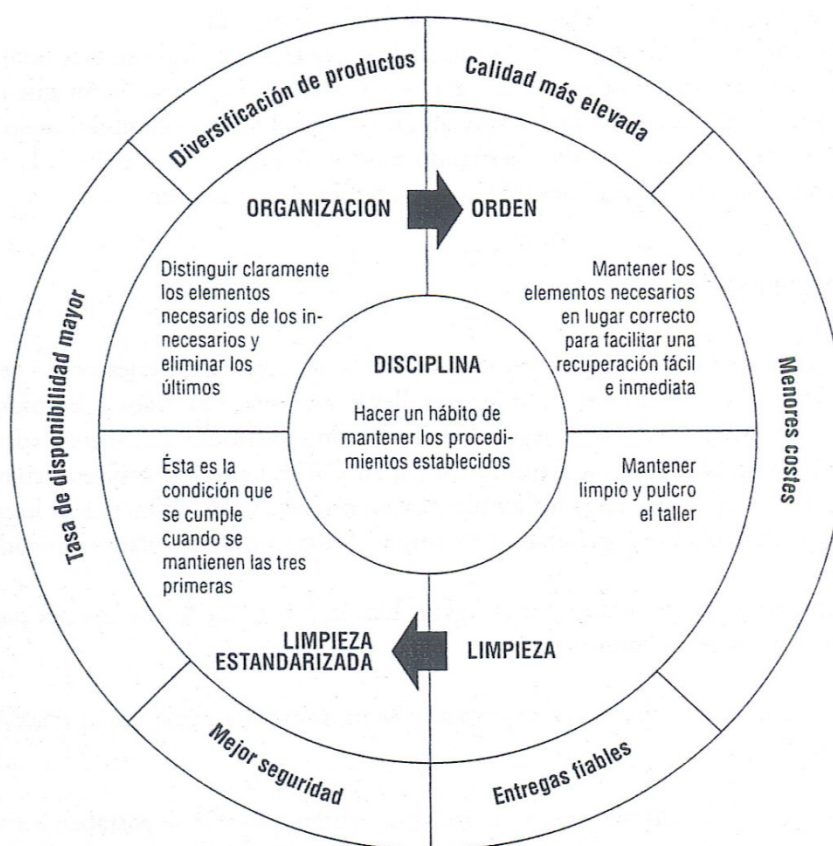 Diversificación de productos
Calidad más elevada
Tasa de disponibilidad mayor
Menores costes
Mejor seguridad
Entregas fiables
ORGANIZACION
Distinguir claramente
los elementos
necesarios de los in-
necesarios y
eliminar los
últimos
ORDEN
Mantener los
elementos necesarios
en lugar correcto
para facilitar una
recuperación fácil
e inmediata
DISCIPLINA
Hacer un hábito de
mantener los procedi-
mientos establecidos
Ésta es la
condición que
se cumple
cuando se
mantienen las tres
primeras
LIMPIEZA
ESTANDARIZADA
Mantener
limpio y pulcro
el taller
LIMPIEZA